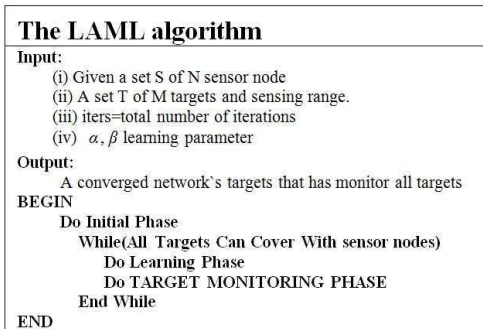 The LAML algorithm
Input:
(i) Given a set S of N sensor node
(ii) A set T of M targets and sensing range.
(iii) iters=total number of iterations
(iv) α, β learning parameter
Output:
A converged network`s targets that has monitor all targets
BEGIN
Do Initial Phase
While(All Targets Can Cover With sensor nodes)
Do Learning Phase
Do TARGET MONITORING PHASE
End While
END